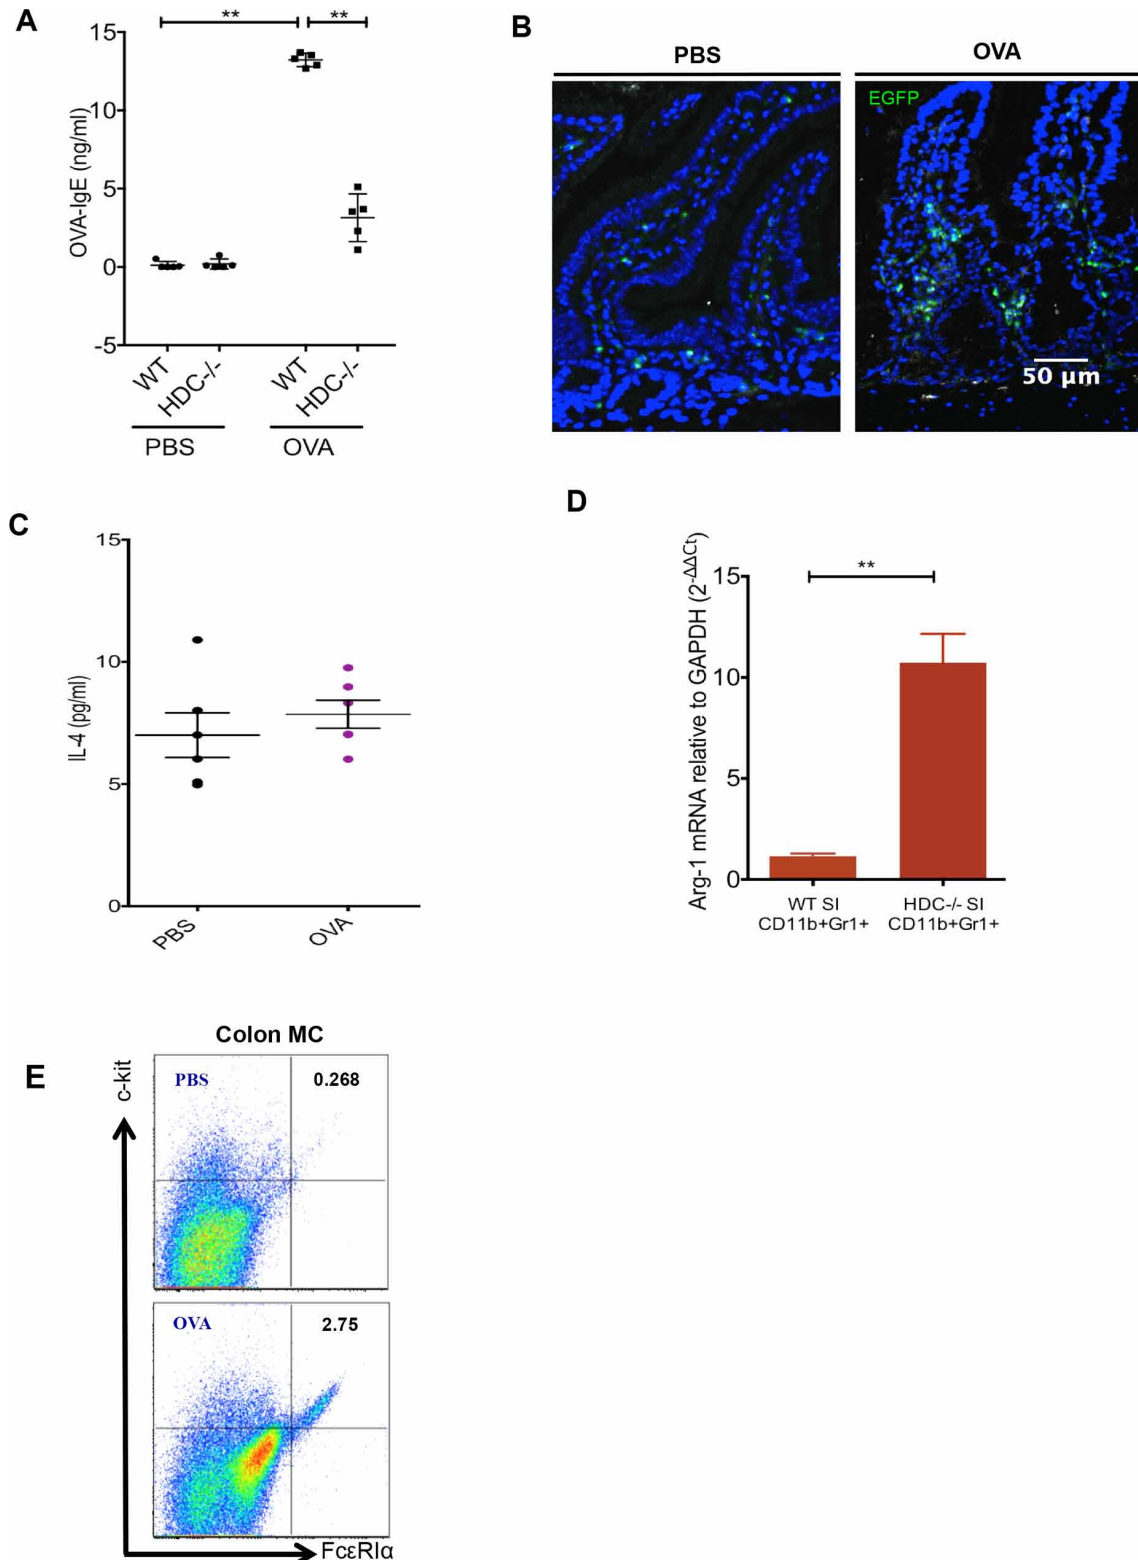 A
** **
15
10
5
0
-5
OVA-IgE (ng/ml)
WT
HDC-/-
WT
HDC-/-
PBS OVA
B
PBS OVA
EGFP
50 µm
C
15
10
5
0
IL-4 (pg/ml)
PBS
OVA
D
**
15
10
5
0
Arg-1 mRNA relative to GAPDH (2-ΔΔCt)
WT SI
CD11b+Gr1+
HDC-/- SI
CD11b+Gr1+
E
Colon MC
c-kit
PBS 0.268
OVA 2.75
FcεRIα